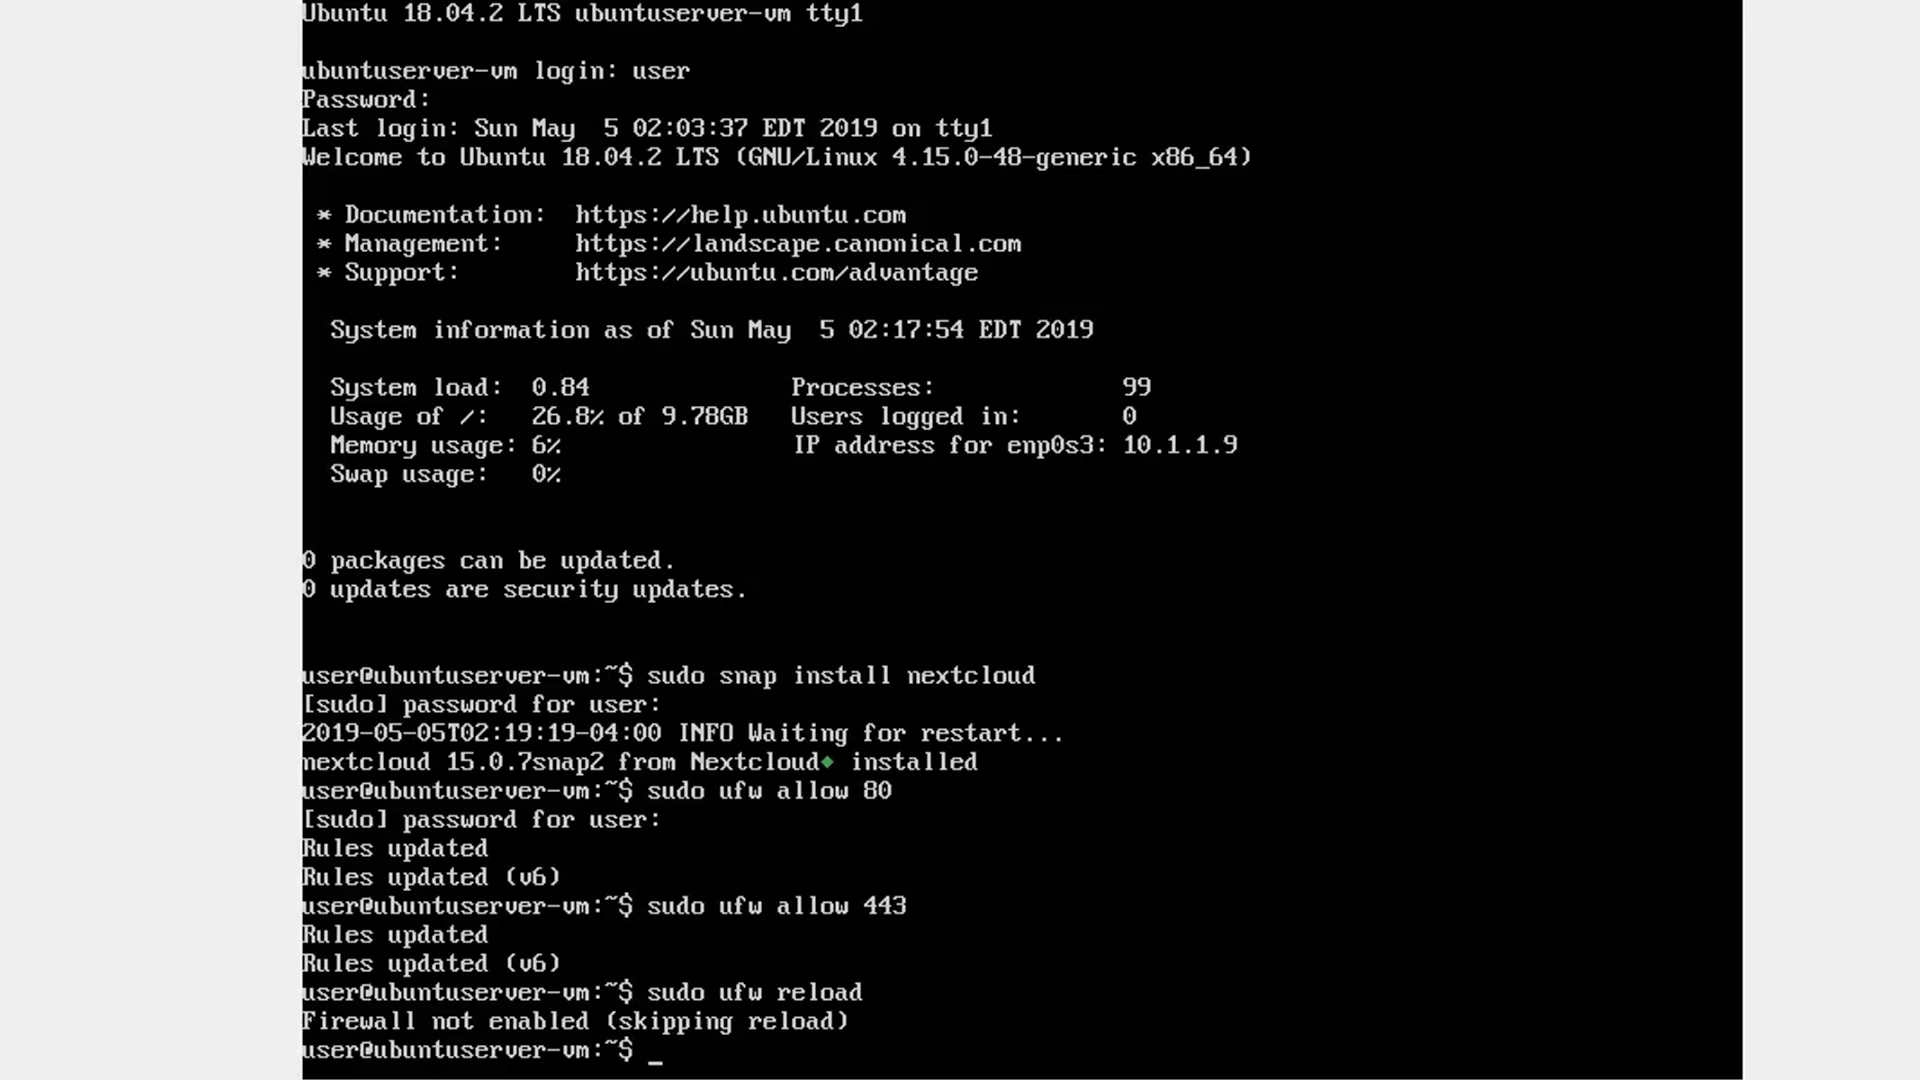 Ubuntu 18.04.2 LTS ubuntuserver-vm tty1
ubuntuserver-vm login: user
Password:
Last login: Sun May  5 02:03:37 EDT 2019 on tty1
Welcome to Ubuntu 18.04.2 LTS (GNU/Linux 4.15.0-48-generic x86_64)
* Documentation:  https://help.ubuntu.com
* Management:     https://landscape.canonical.com
* Support:        https://ubuntu.com/advantage
System information as of Sun May  5 02:17:54 EDT 2019
System load:  0.84              Processes:             99
Usage of /:   26.8% of 9.78GB   Users logged in:       0
Memory usage: 6%                IP address for enp0s3: 10.1.1.9
Swap usage:   0%
0 packages can be updated.
0 updates are security updates.
user@ubuntuserver-vm:~$ sudo snap install nextcloud
[sudo] password for user:
2019-05-05T02:19:19-04:00 INFO Waiting for restart...
nextcloud 15.0.7snap2 from Nextcloud◆ installed
user@ubuntuserver-vm:~$ sudo ufw allow 80
[sudo] password for user:
Rules updated
Rules updated (v6)
user@ubuntuserver-vm:~$ sudo ufw allow 443
Rules updated
Rules updated (v6)
user@ubuntuserver-vm:~$ sudo ufw reload
Firewall not enabled (skipping reload)
user@ubuntuserver-vm:~$ _